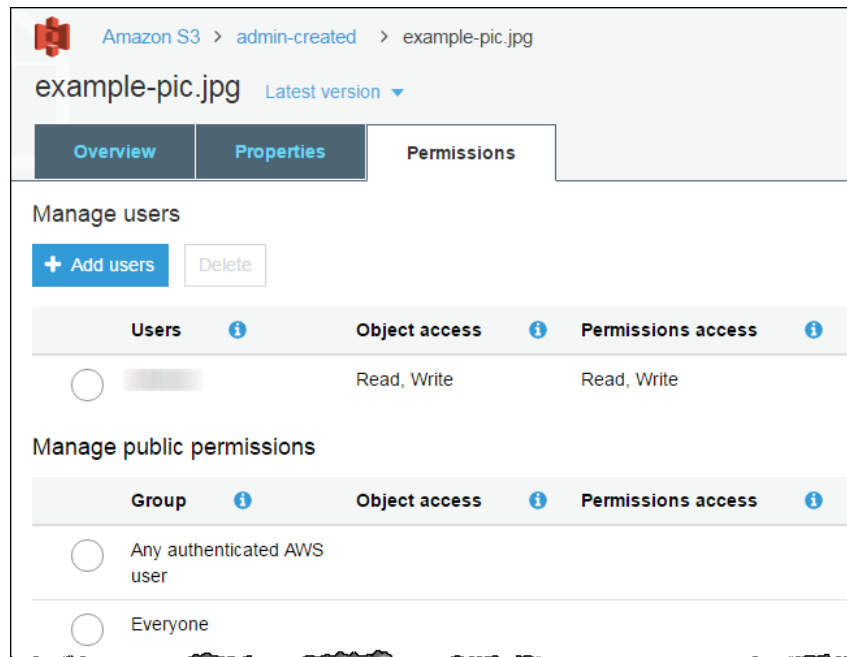 Amazon S3 > admin-created > example-pic.jpg
example-pic.jpg Latest version
Overview Properties Permissions
Manage users
+ Add users Delete
Users Object access Permissions access
Read, Write Read, Write
Manage public permissions
Group Object access Permissions access
Any authenticated AWS
user
Everyone